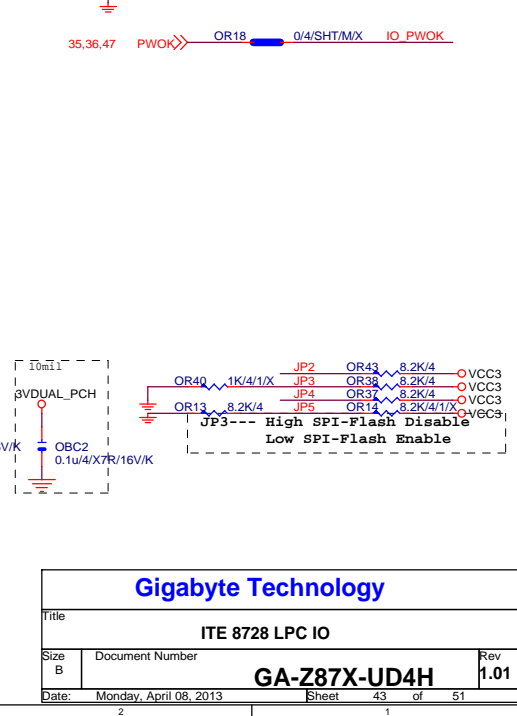 35,36,47 PWOK OR18 0/4/SHT/M/X IO_PWOK
10mil
3VDUAL_PCH
V/K OBC2
0.1u/4/X7R/16V/K
JP2 OR43 8.2K/4 VCC3
OR40 1K/4/1/X JP3 OR38 8.2K/4 VCC3
JP4 OR37 8.2K/4 VCC3
OR13 8.2K/4 JP5 OR14 8.2K/4/1/X VCC3
JP3--- High SPI-Flash Disable
Low SPI-Flash Enable
Gigabyte Technology
Title
ITE 8728 LPC IO
Size Document Number Rev
B GA-Z87X-UD4H 1.01
Date: Monday, April 08, 2013 Sheet 43 of 51
2 1